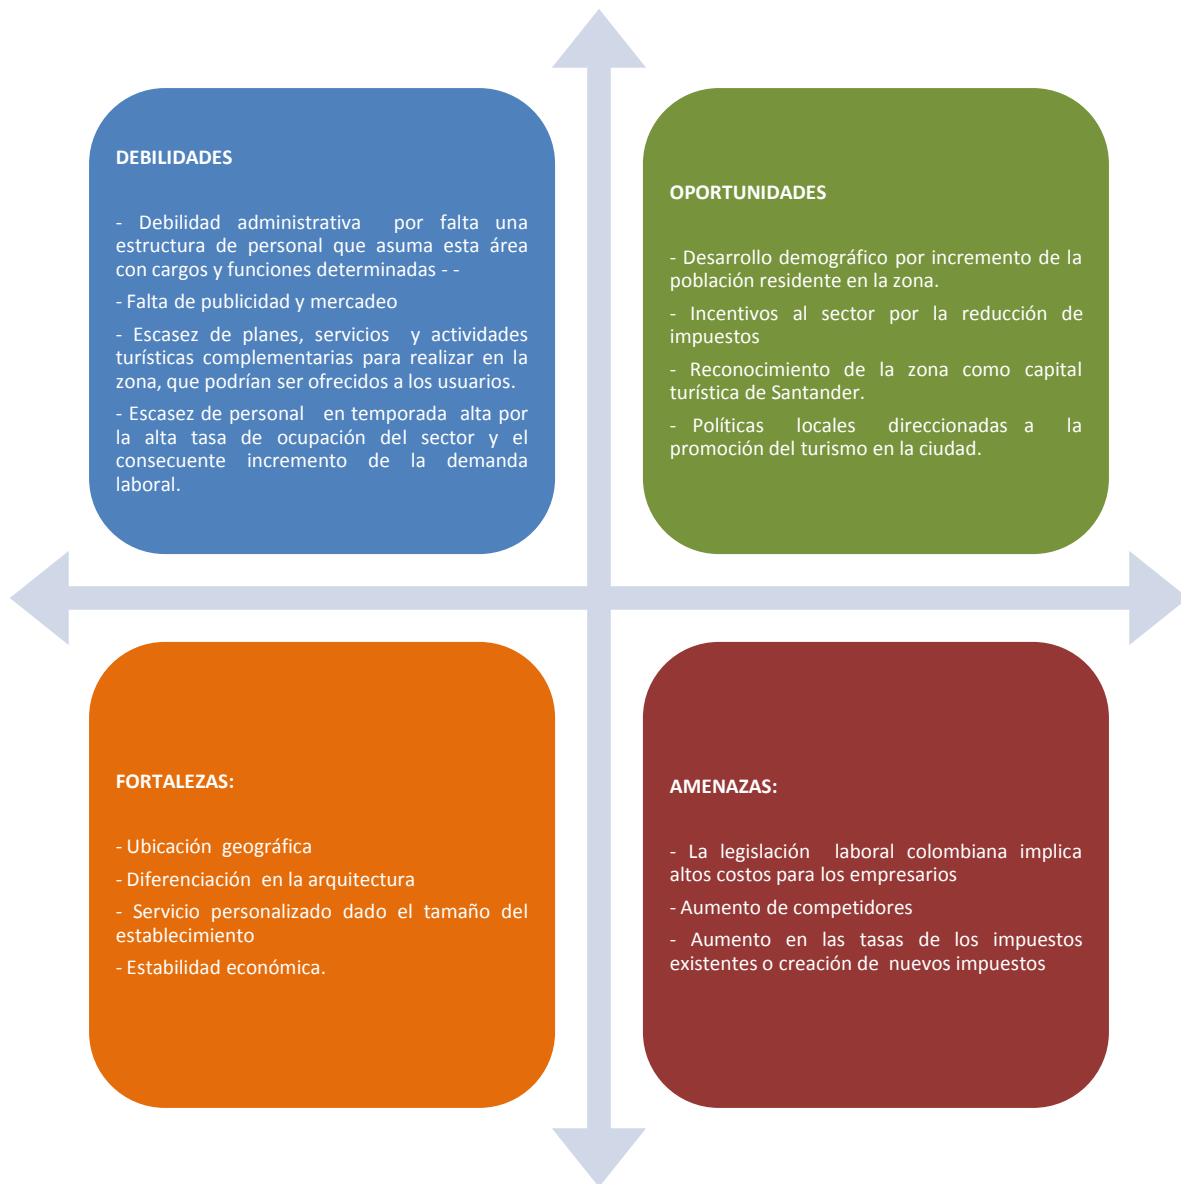 DEBILIDADES
- Debilidad administrativa por falta una
estructura de personal que asuma esta área
con cargos y funciones determinadas - -
- Falta de publicidad y mercadeo
- Escasez de planes, servicios y actividades
turísticas complementarias para realizar en la
zona, que podrían ser ofrecidos a los usuarios.
- Escasez de personal en temporada alta por
la alta tasa de ocupación del sector y el
consecuente incremento de la demanda
laboral.
OPORTUNIDADES
- Desarrollo demográfico por incremento de la
población residente en la zona.
- Incentivos al sector por la reducción de
impuestos
- Reconocimiento de la zona como capital
turística de Santander.
- Políticas locales direccionadas a la
promoción del turismo en la ciudad.
FORTALEZAS:
- Ubicación geográfica
- Diferenciación en la arquitectura
- Servicio personalizado dado el tamaño del
establecimiento
- Estabilidad económica.
AMENAZAS:
- La legislación laboral colombiana implica
altos costos para los empresarios
- Aumento de competidores
- Aumento en las tasas de los impuestos
existentes o creación de nuevos impuestos